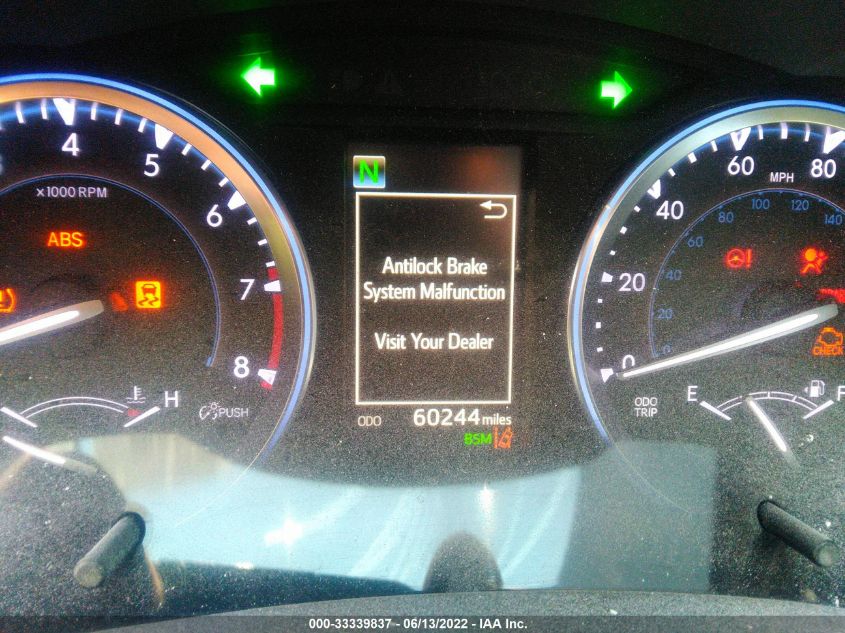 4
5
6
7
8
x1000 RPM
ABS
H
PUSH
N
Antilock Brake
System Malfunction
Visit Your Dealer
ODO
60244 miles
BSM
0
20
40
60
80
MPH
0
20
40
60
80
100
120
140
CHECK
ODO
TRIP
E
F
000-33339837 - 06/13/2022 - IAA Inc.